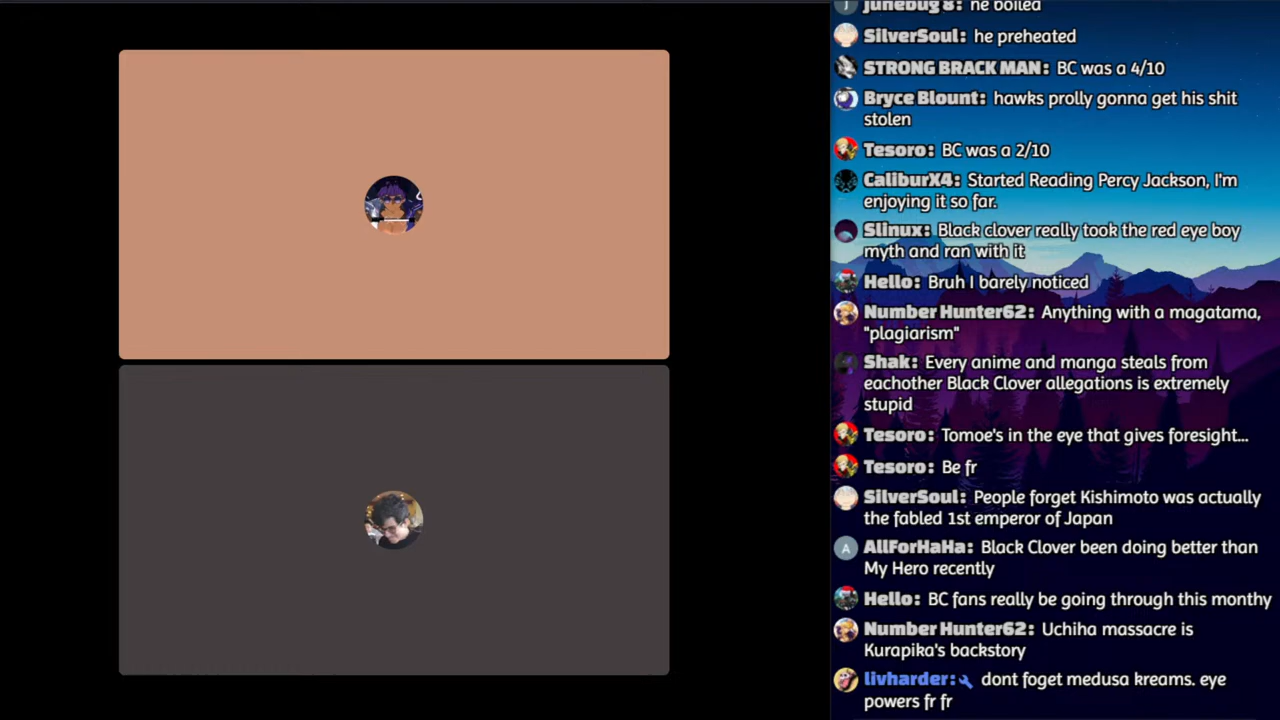 junebug 8: he boiled
SilverSoul: he preheated
STRONG BRACK MAN: BC was a 4/10
Bryce Blount: hawks prolly gonna get his shit
stolen
Tesoro: BC was a 2/10
CaliburX4: Started Reading Percy Jackson, I'm
enjoying it so far.
Slinux: Black clover really took the red eye boy
myth and ran with it
Hello: Bruh I barely noticed
Number Hunter62: Anything with a magatama,
"plagiarism"
Shak: Every anime and manga steals from
eachother Black Clover allegations is extremely
stupid
Tesoro: Tomoe's in the eye that gives foresight...
Tesoro: Be fr
SilverSoul: People forget Kishimoto was actually
the fabled 1st emperor of Japan
A AllForHaHa: Black Clover been doing better than
My Hero recently
Hello: BC fans really be going through this monthy
Number Hunter62: Uchiha massacre is
Kurapika's backstory
livharder: dont foget medusa kreams. eye
powers fr fr